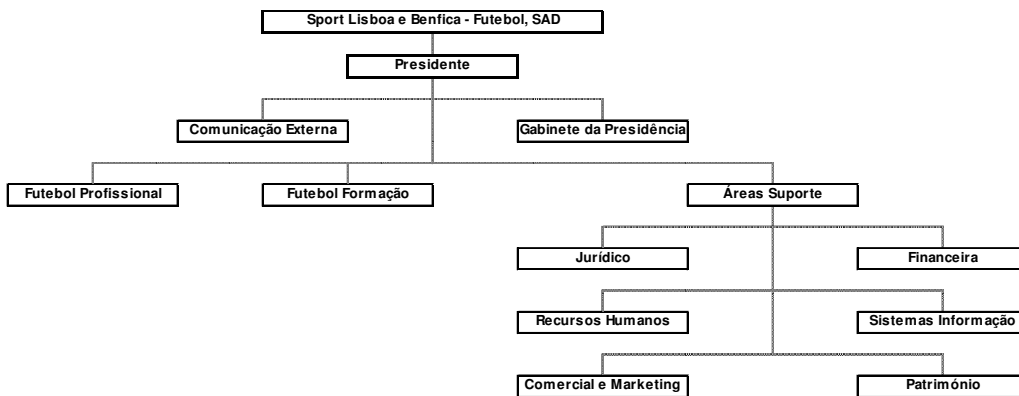 Sport Lisboa e Benfica - Futebol, SAD
Presidente
Comunicação Externa
Gabinete da Presidência
Futebol Profissional
Futebol Formação
Áreas Suporte
Jurídico
Financeira
Recursos Humanos
Sistemas Informação
Comercial e Marketing
Património